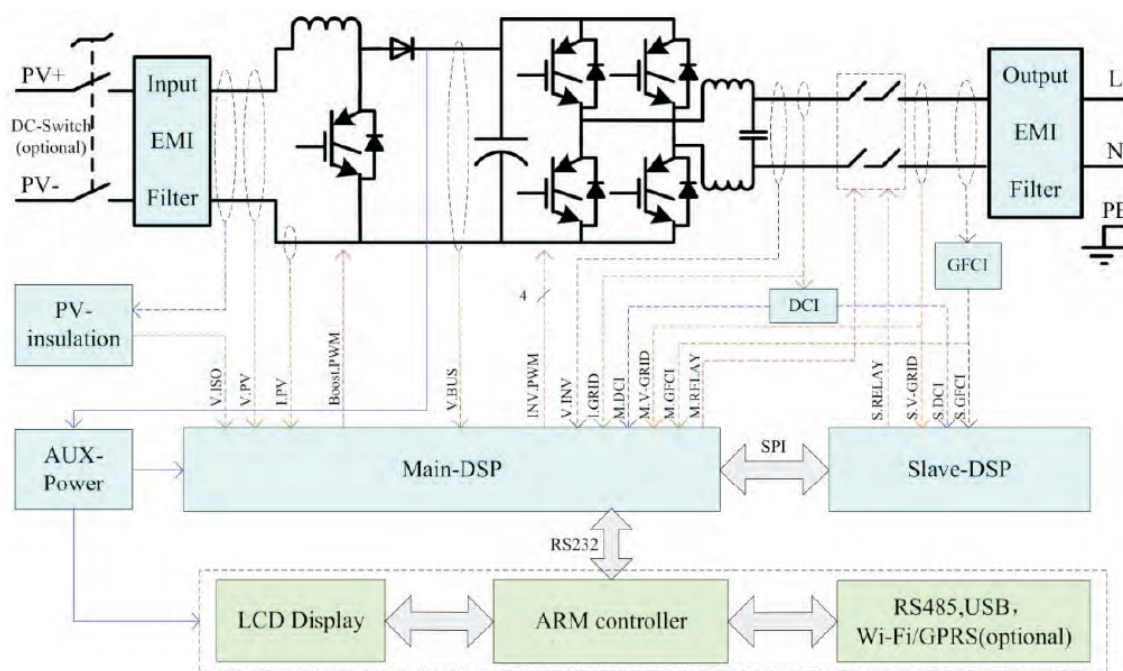 PV+
DC-Switch
(optional)
PV-
Input
EMI
Filter
Output
EMI
Filter
L
N
PE
GFCI
DCI
PV-
insulation
4
V.ISO
V.PV
I.PV
Boost.PWM
V.BUS
INV.PWM
V.INV
I.GRID
M.DCI
M.V-GRID
M.GFCI
M.RELAY
S.RELAY
S.V-GRID
S.DCI
S.GFCI
AUX-
Power
Main-DSP
SPI
Slave-DSP
RS232
LCD Display
ARM controller
RS485,USB,
Wi-Fi/GPRS(optional)